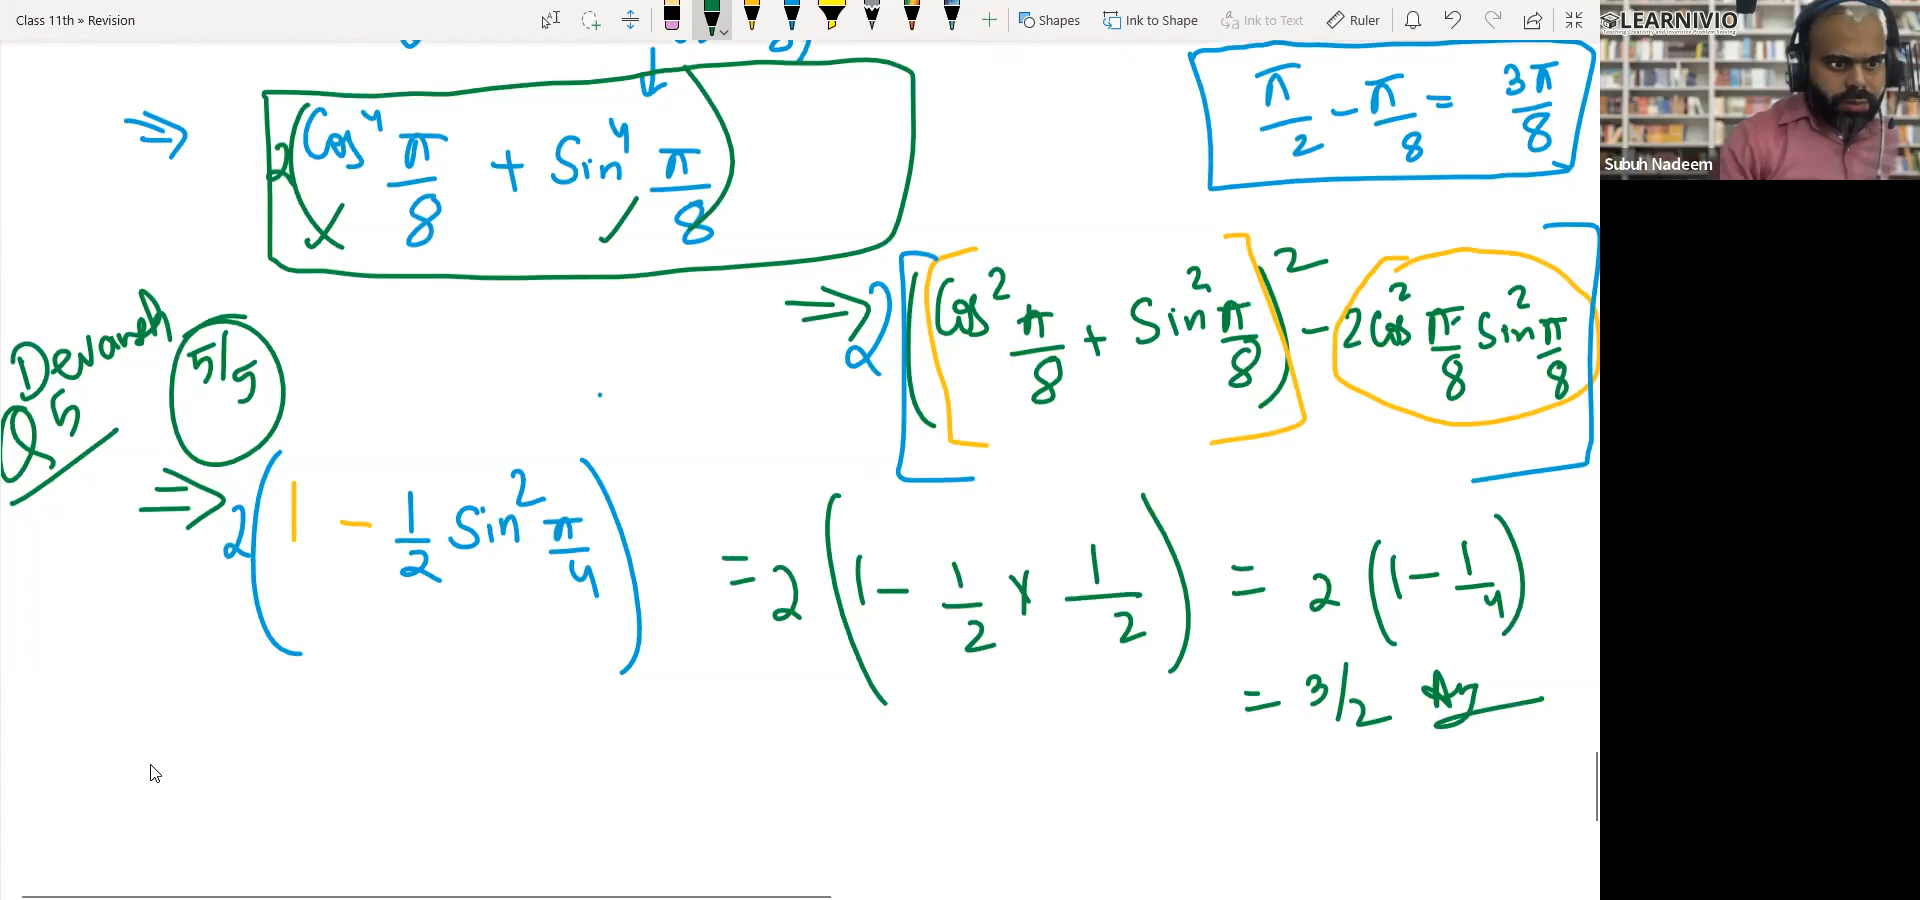 Class 11th » Revision
Shapes
Ink to Shape
Ink to Text
Ruler
LEARNIVIO
Subuh Nadeem
π/2 - π/8 = 3π/8
⇒ 2(Cos⁴ π/8 + Sin⁴ π/8)
⇒ 2[(Cos² π/8 + Sin² π/8)² - 2Cos² π/8 Sin² π/8]
Devansh
Q5
5/5
⇒ 2(1 - 1/2 Sin² π/4) = 2(1 - 1/2 × 1/2) = 2(1 - 1/4)
= 3/2 Ans